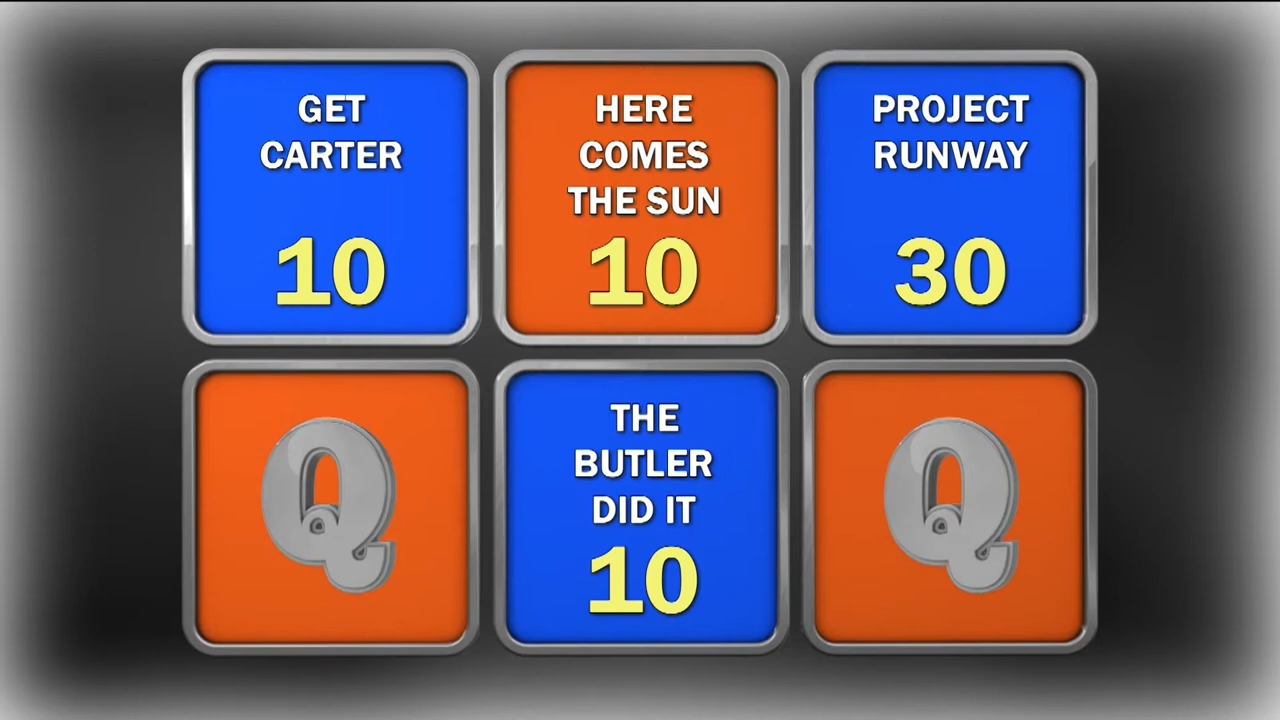 GET
CARTER
10
HERE
COMES
THE SUN
10
PROJECT
RUNWAY
30
Q
THE
BUTLER
DID IT
10
Q